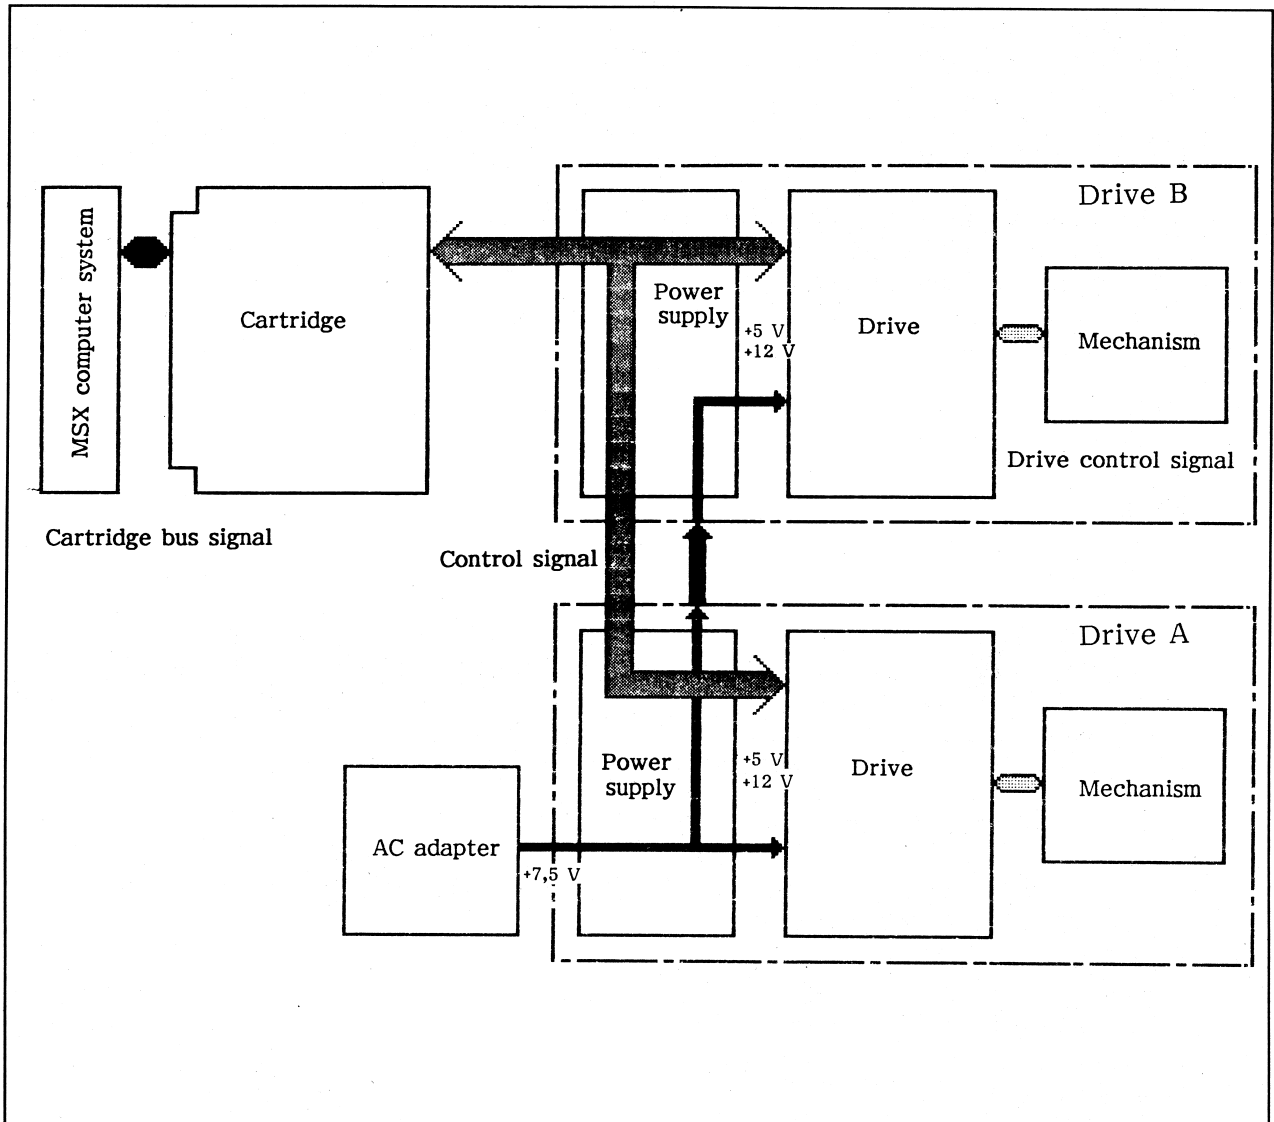 Drive B
MSX computer system
Cartridge
Power
supply
+5 V
+12 V
Drive
Mechanism
Drive control signal
Cartridge bus signal
Control signal
Drive A
Power
supply
+5 V
+12 V
Drive
Mechanism
AC adapter
+7,5 V